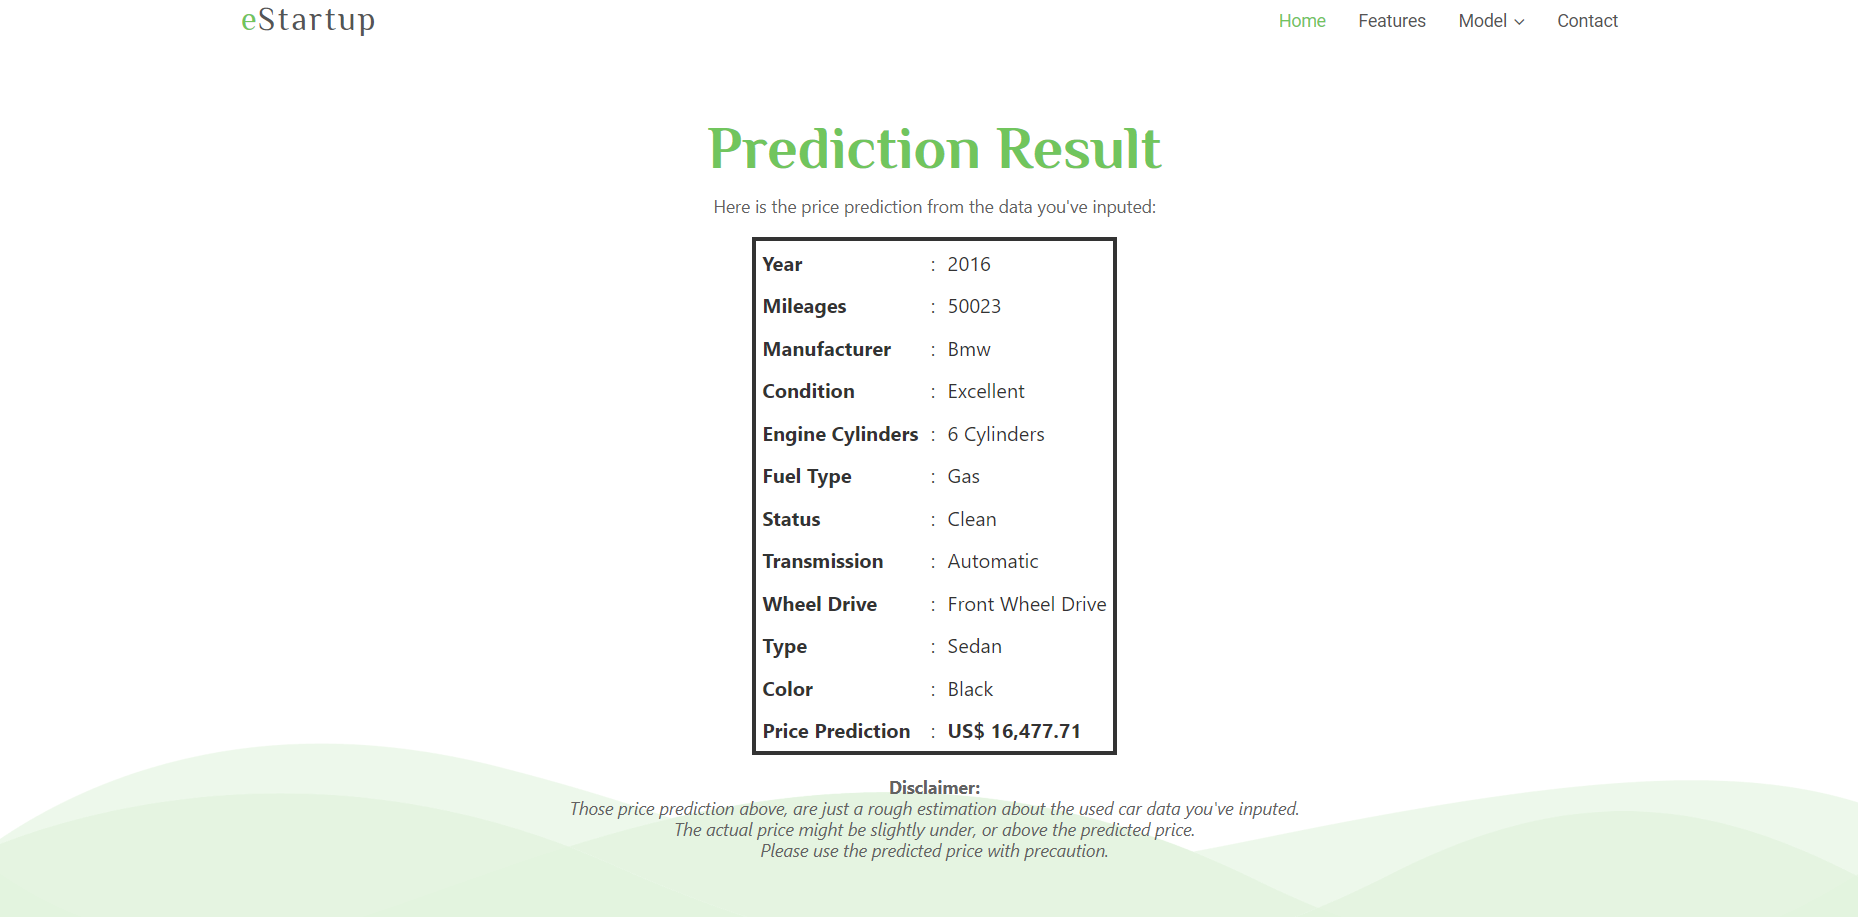 eStartup
Home Features Model Contact
Prediction Result
Here is the price prediction from the data you've inputed:
Year : 2016
Mileages : 50023
Manufacturer : Bmw
Condition : Excellent
Engine Cylinders : 6 Cylinders
Fuel Type : Gas
Status : Clean
Transmission : Automatic
Wheel Drive : Front Wheel Drive
Type : Sedan
Color : Black
Price Prediction : US$ 16,477.71
Disclaimer:
Those price prediction above, are just a rough estimation about the used car data you've inputed.
The actual price might be slightly under, or above the predicted price.
Please use the predicted price with precaution.